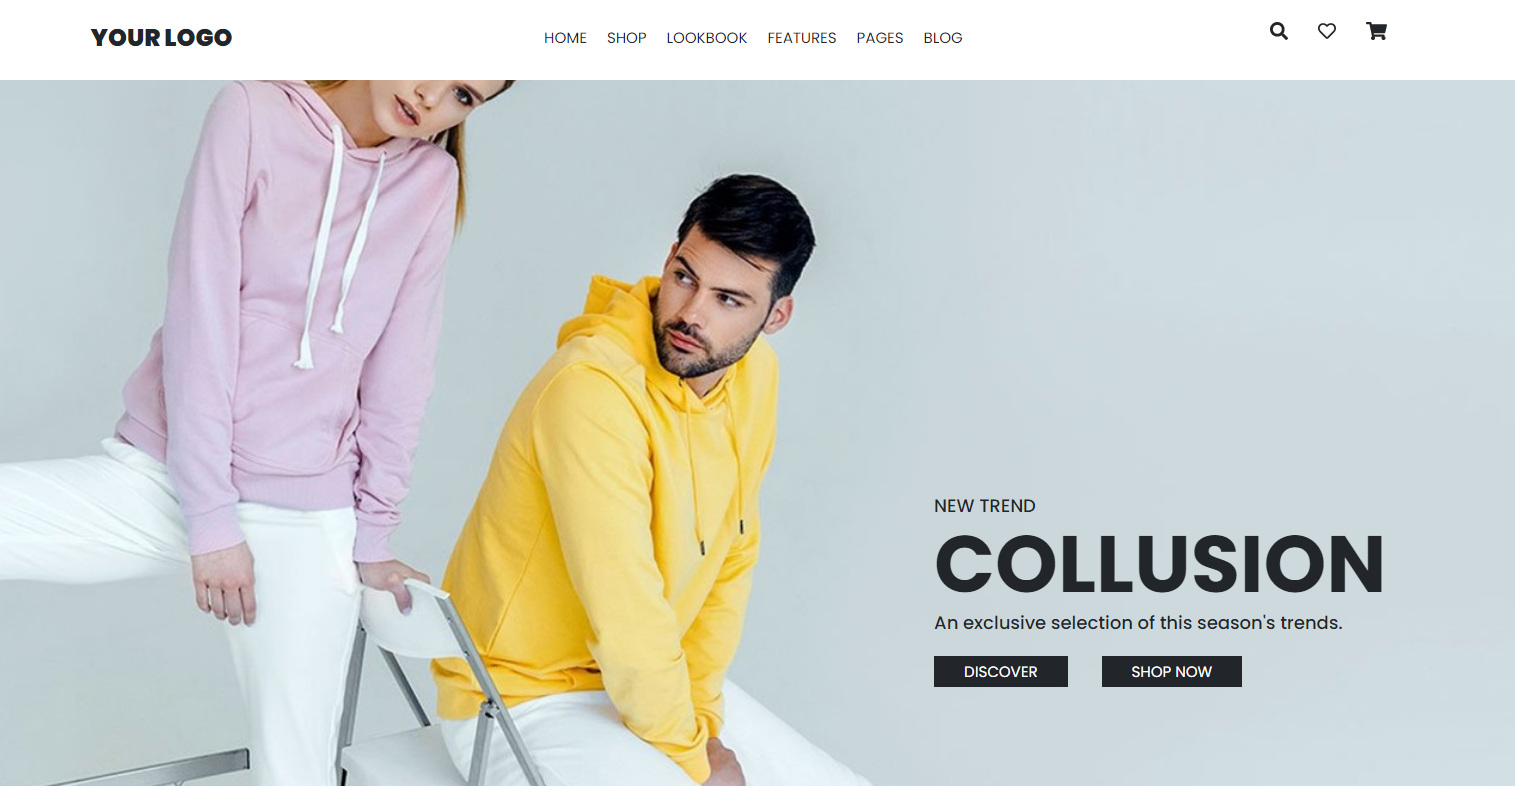 YOUR LOGO
HOME SHOP LOOKBOOK FEATURES PAGES BLOG
NEW TREND
COLLUSION
An exclusive selection of this season's trends.
DISCOVER SHOP NOW